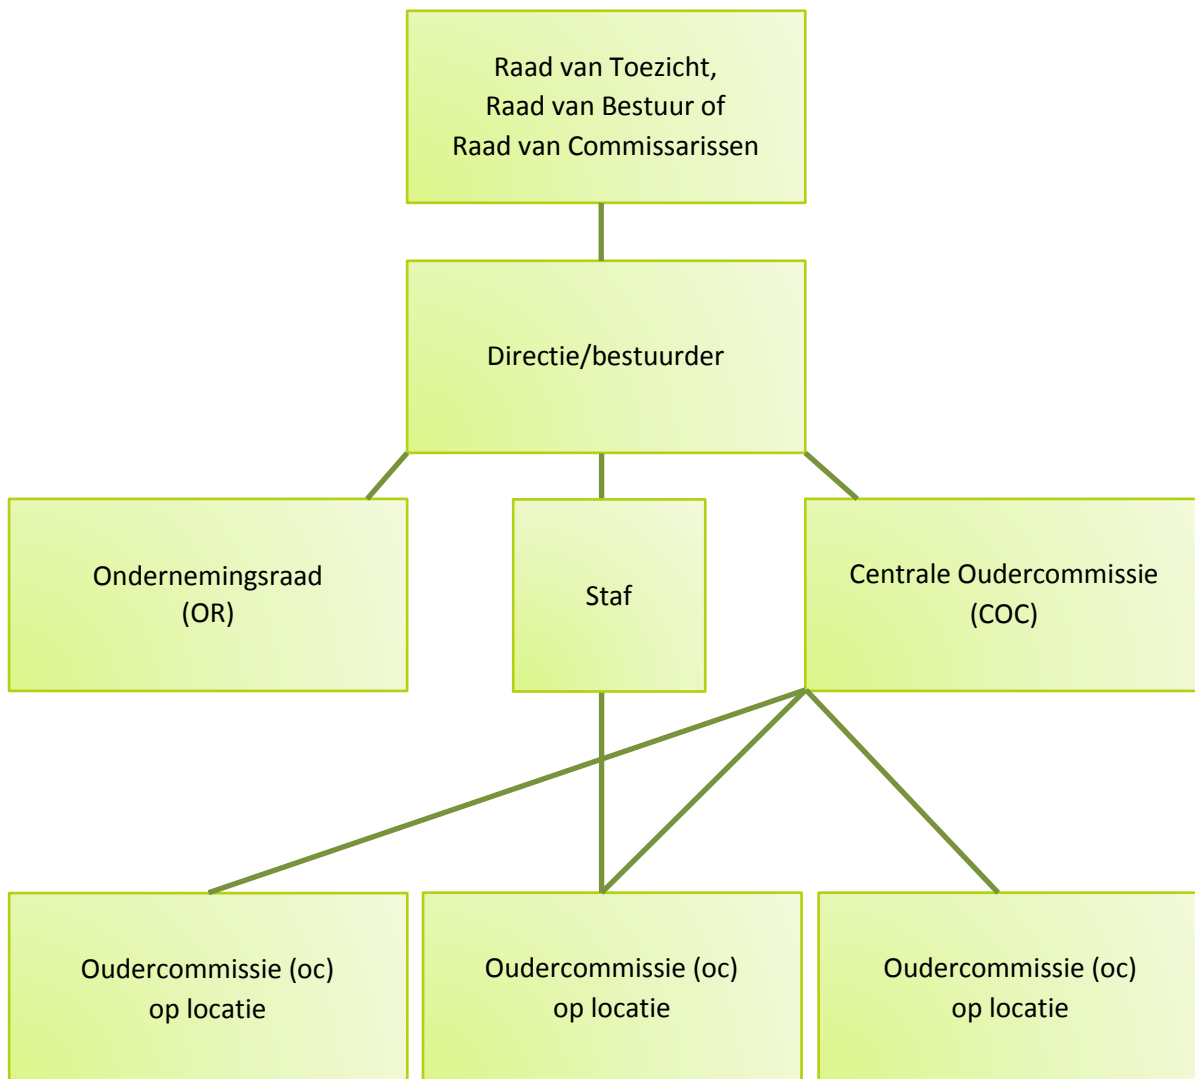 Raad van Toezicht,
Raad van Bestuur of
Raad van Commissarissen
Directie/bestuurder
Ondernemingsraad
(OR)
Staf
Centrale Oudercommissie
(COC)
Oudercommissie (oc)
op locatie
Oudercommissie (oc)
op locatie
Oudercommissie (oc)
op locatie